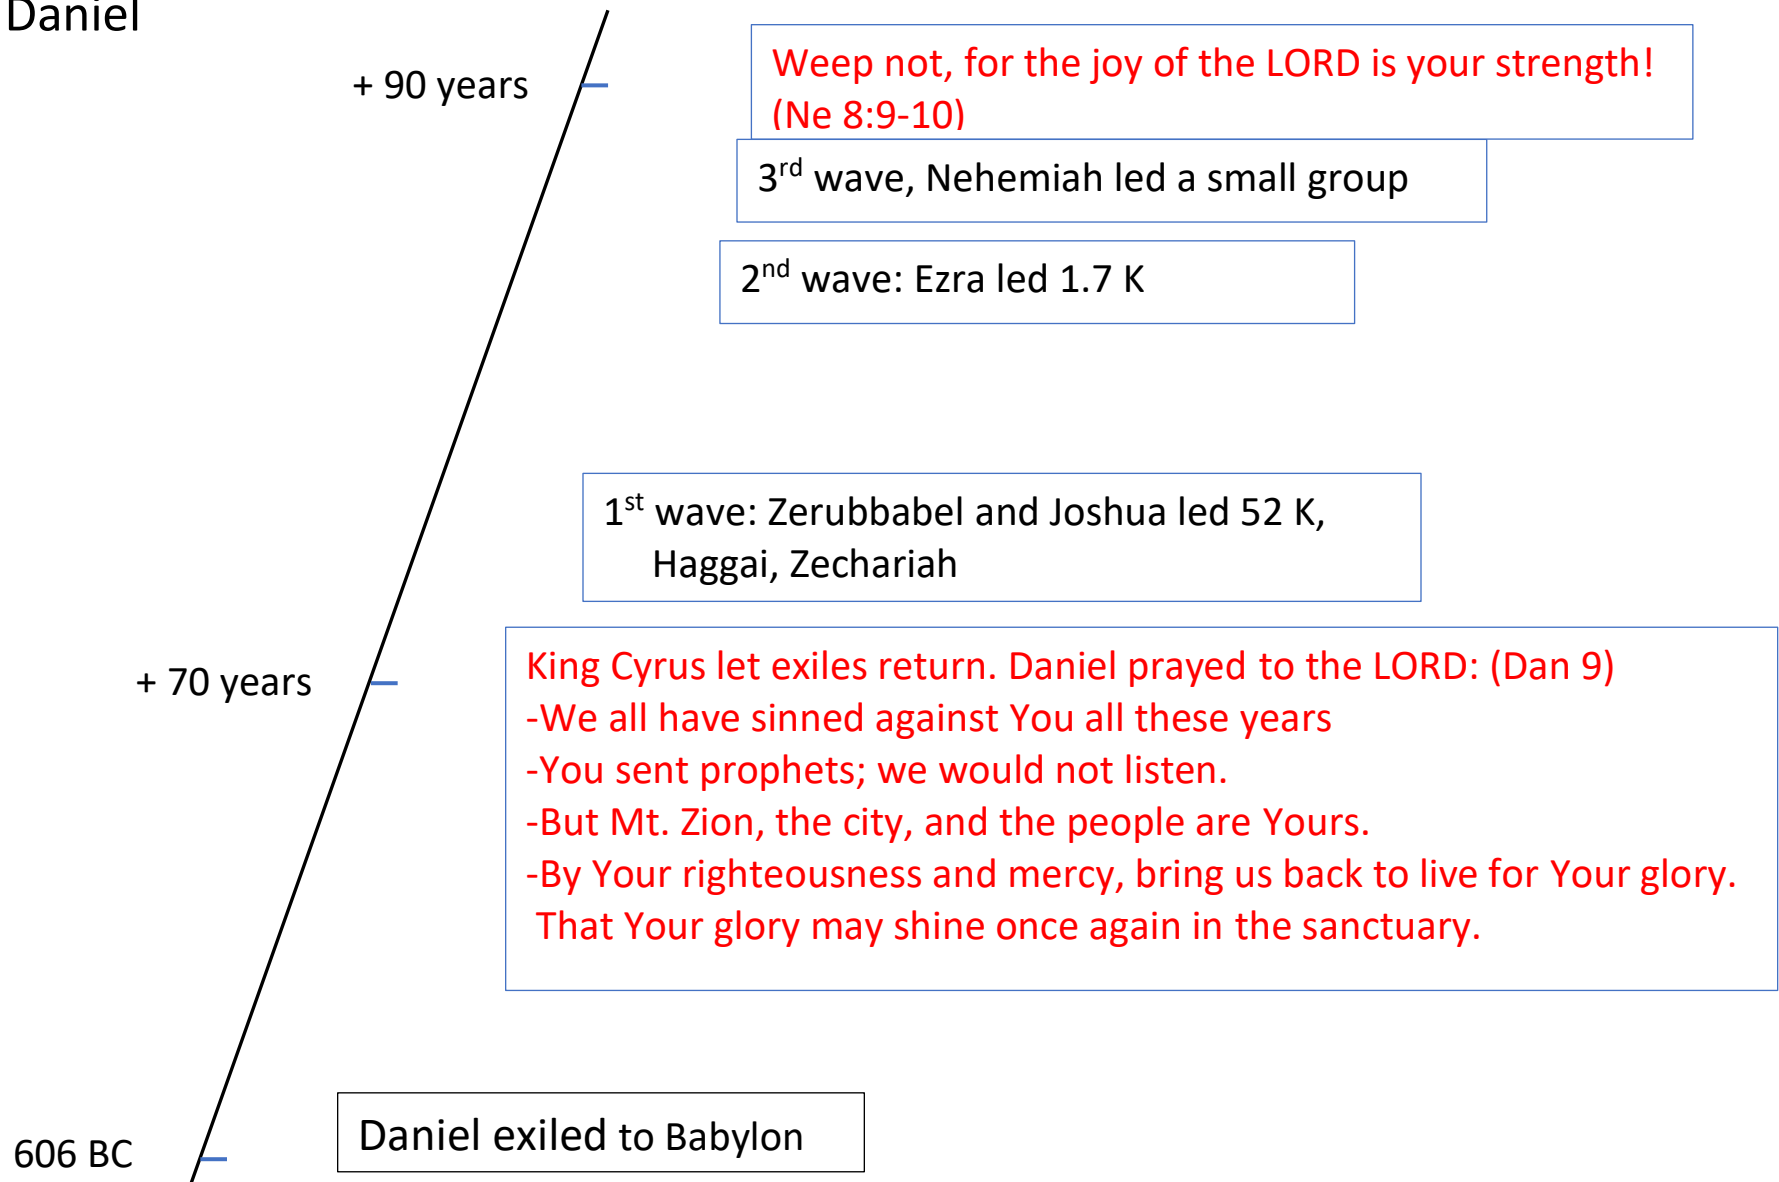 Daniel
+ 90 years
Weep not, for the joy of the LORD is your strength!
(Ne 8:9-10)
3rd wave, Nehemiah led a small group
2nd wave: Ezra led 1.7 K
1st wave: Zerubbabel and Joshua led 52 K,
Haggai, Zechariah
+ 70 years
King Cyrus let exiles return. Daniel prayed to the LORD: (Dan 9)
-We all have sinned against You all these years
-You sent prophets; we would not listen.
-But Mt. Zion, the city, and the people are Yours.
-By Your righteousness and mercy, bring us back to live for Your glory.
That Your glory may shine once again in the sanctuary.
606 BC
Daniel exiled to Babylon